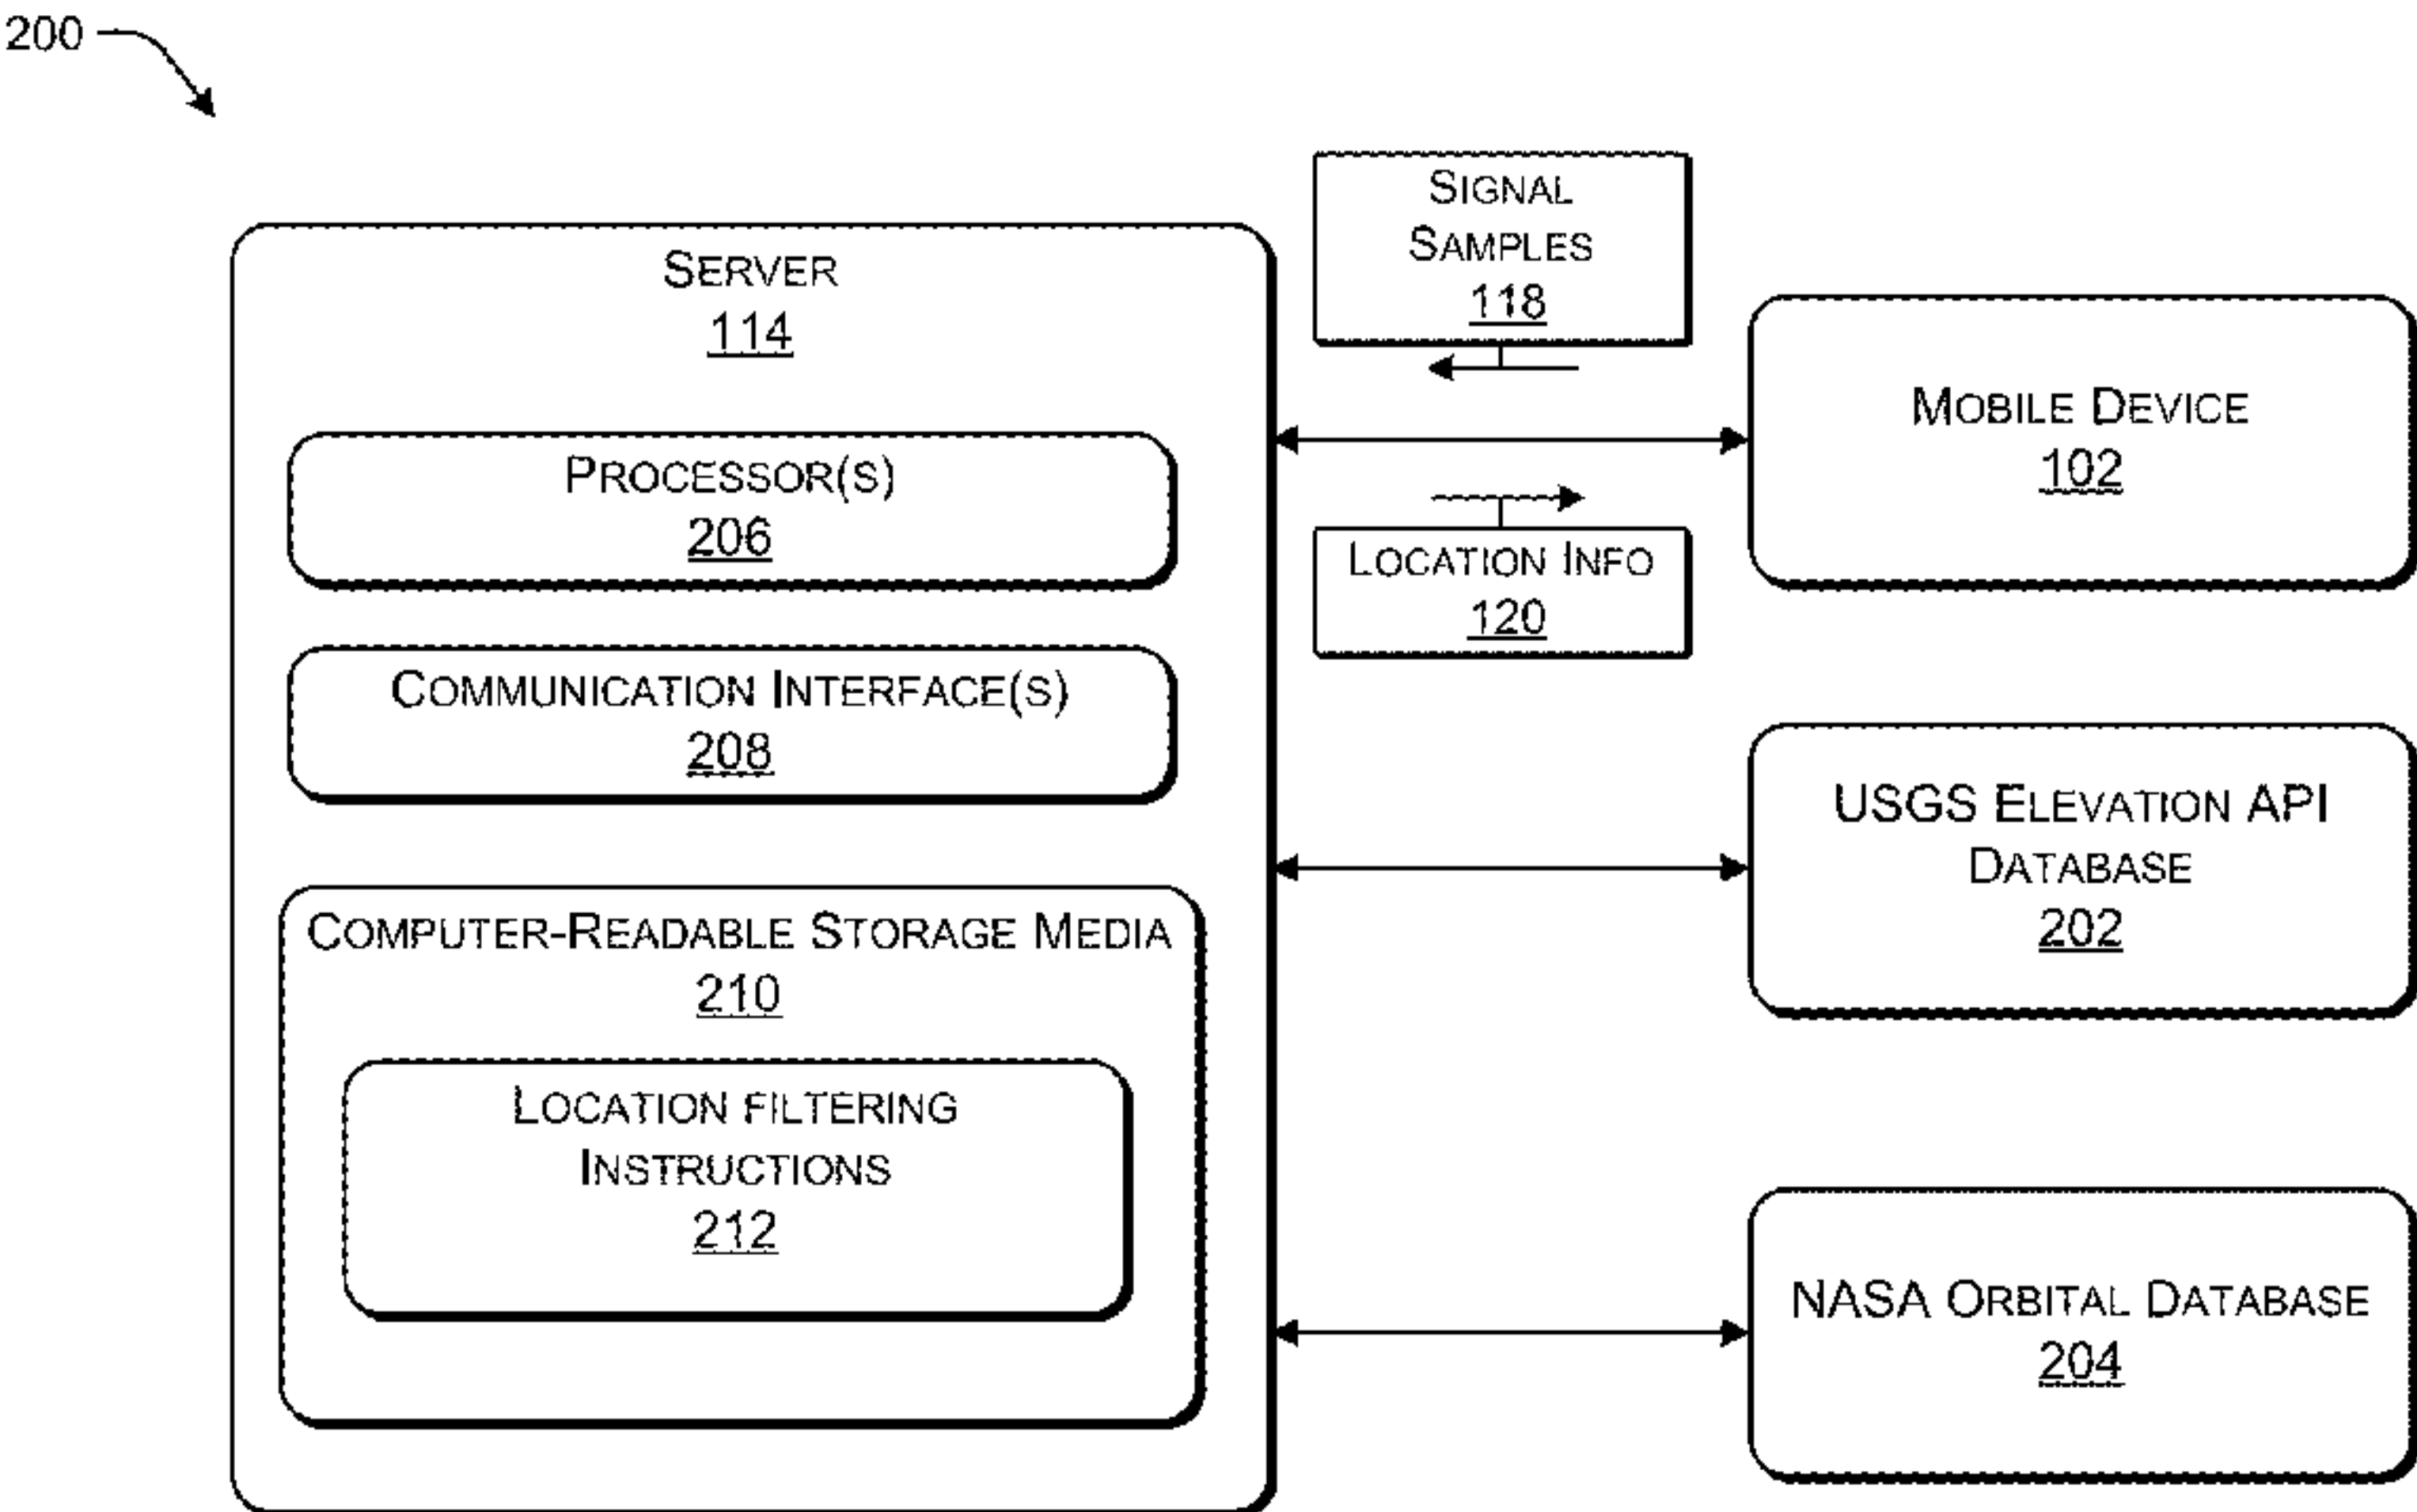 200
SERVER
114
PROCESSOR(S)
206
COMMUNICATION INTERFACE(S)
208
COMPUTER-READABLE STORAGE MEDIA
210
LOCATION FILTERING
INSTRUCTIONS
212
SIGNAL
SAMPLES
118
LOCATION INFO
120
MOBILE DEVICE
102
USGS ELEVATION API
DATABASE
202
NASA ORBITAL DATABASE
204